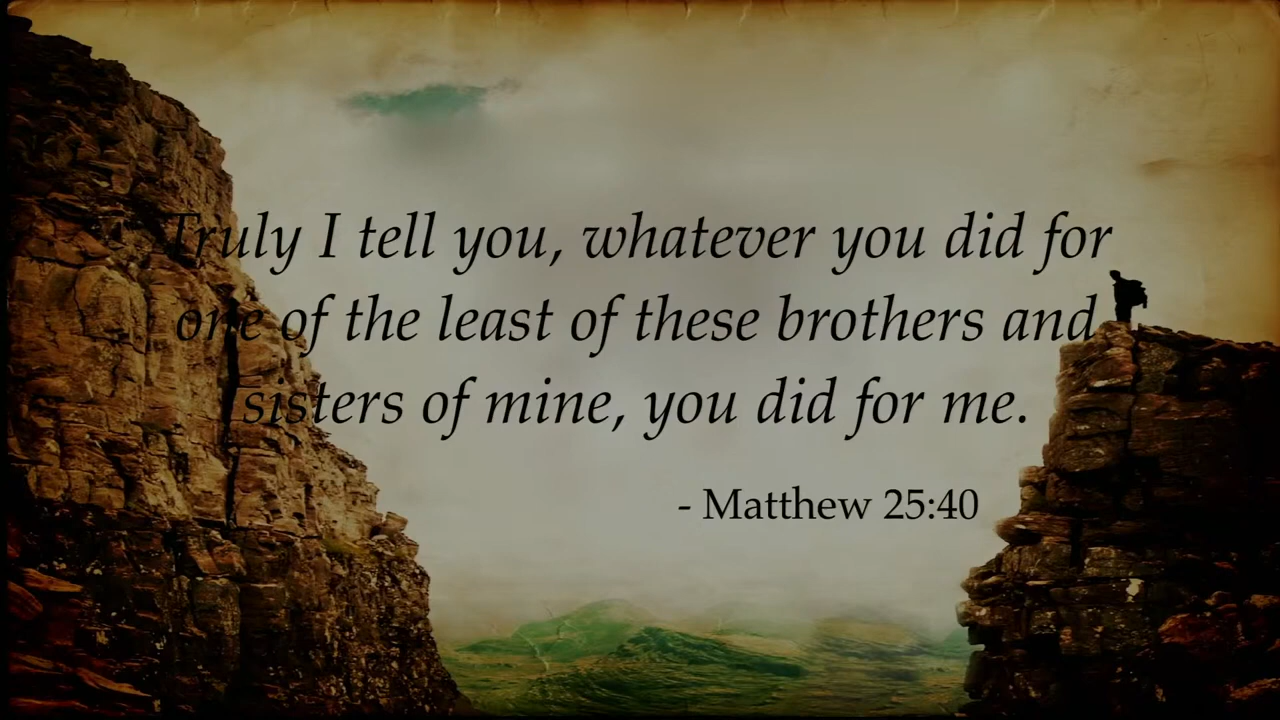 Truly I tell you, whatever you did for
one of the least of these brothers and
sisters of mine, you did for me.
- Matthew 25:40